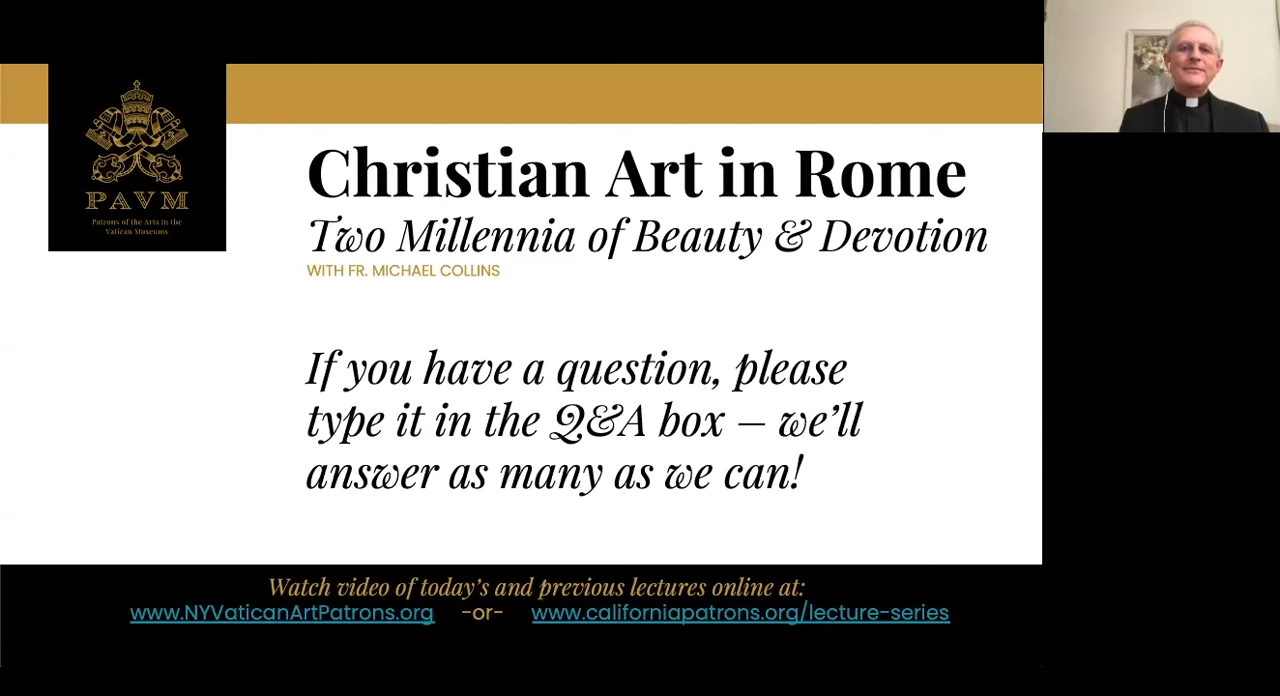 PAVM
Patrons of the Arts in the
Vatican Museums
Christian Art in Rome
Two Millennia of Beauty & Devotion
WITH FR. MICHAEL COLLINS
If you have a question, please
type it in the Q&A box – we’ll
answer as many as we can!
Watch video of today’s and previous lectures online at:
www.NYVaticanArtPatrons.org -or- www.californiapatrons.org/lecture-series